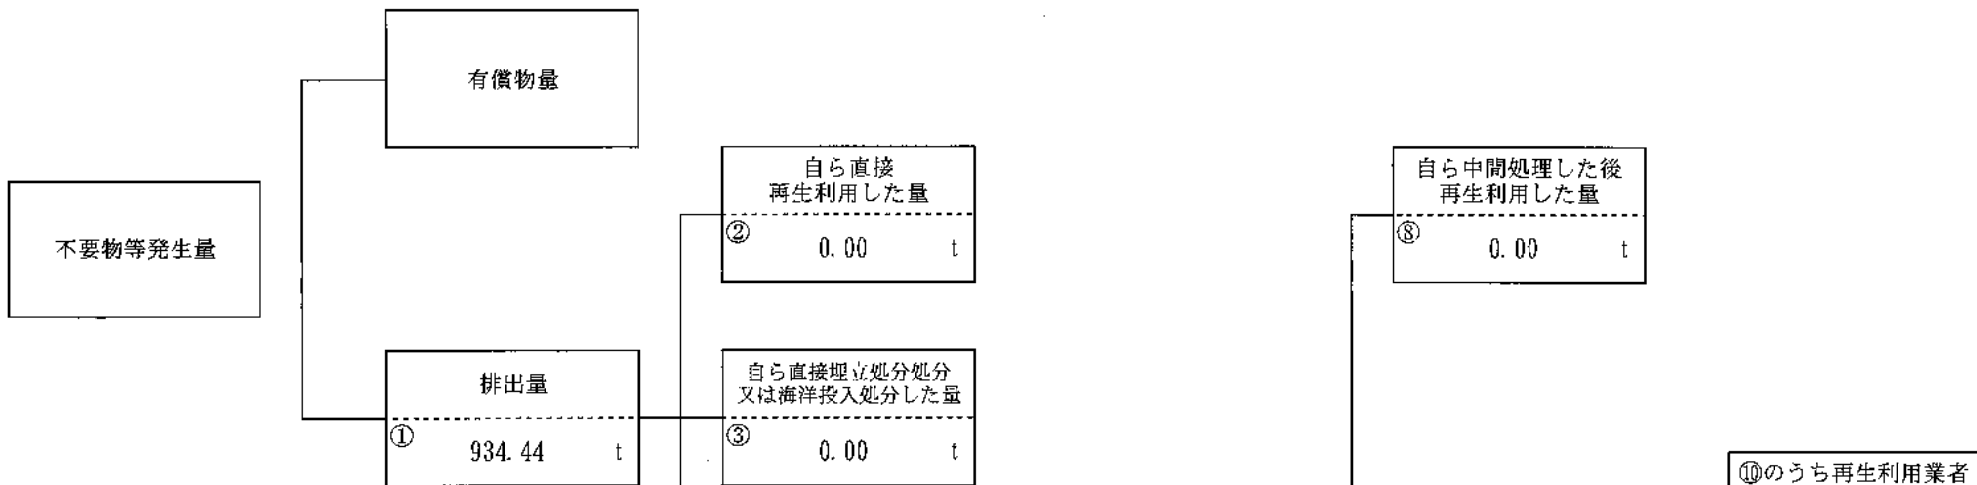 有償物量
自ら直接
再生利用した量
②
0.00 t
自ら中間処理した後
再生利用した量
⑧
0.00 t
不要物等発生量
排出量
①
934.44 t
自ら直接埋立処分処分
又は海洋投入処分した量
③
0.00 t
⑩のうち再生利用業者